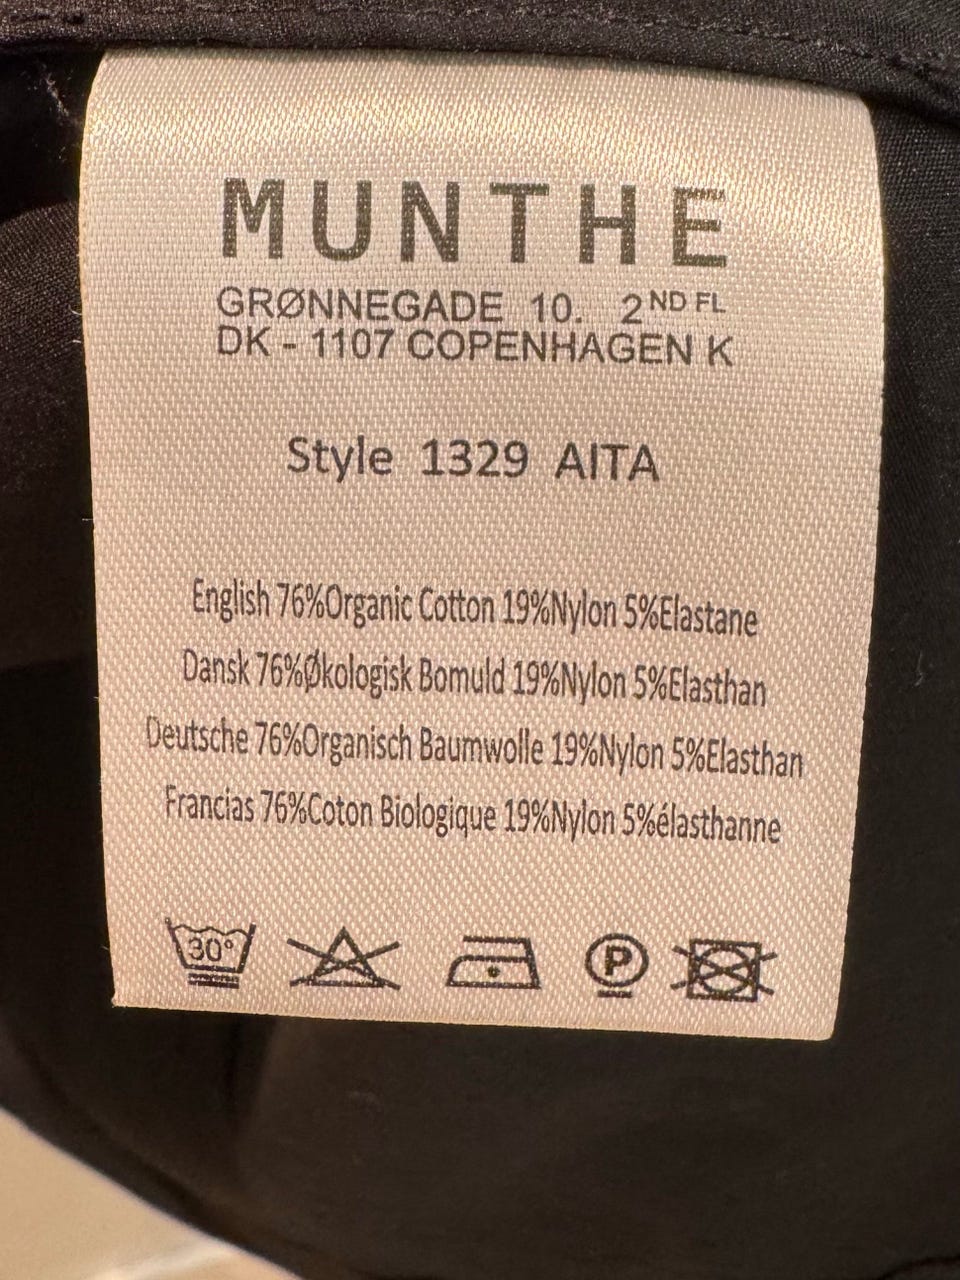 MUNTHE
GRØNNEGADE 10. 2ND FL
DK - 1107 COPENHAGEN K
Style 1329 AITA
English 76%Organic Cotton 19%Nylon 5%Elastane
Dansk 76%Økologisk Bomuld 19%Nylon 5%Elasthan
Deutsche 76%Organisch Baumwolle 19%Nylon 5%Elasthan
Francias 76%Coton Biologique 19%Nylon 5%élasthanne
30° P